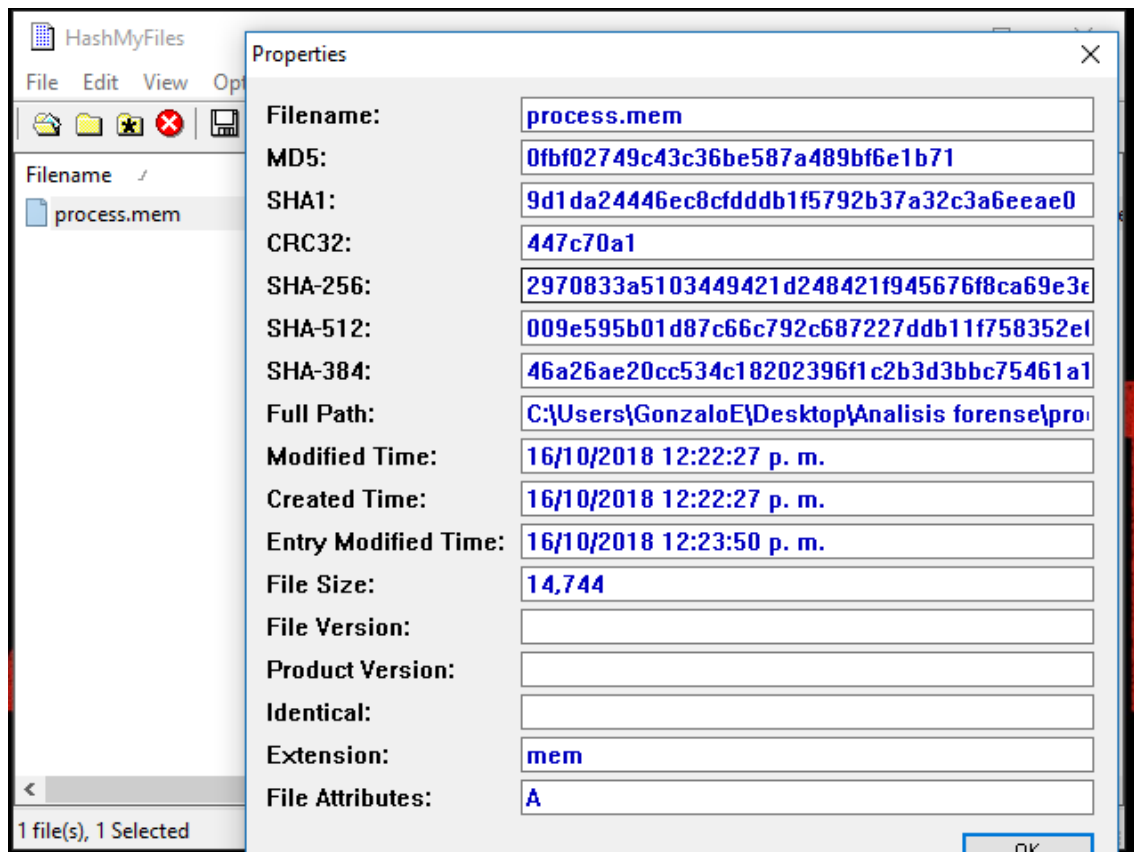 HashMyFiles
File Edit View Opt
Filename
process.mem
1 file(s), 1 Selected
Properties
Filename: process.mem
MD5: 0fbf02749c43c36be587a489bf6e1b71
SHA1: 9d1da24446ec8cfdddb1f5792b37a32c3a6eeae0
CRC32: 447c70a1
SHA-256: 2970833a5103449421d248421f945676f8ca69e3e
SHA-512: 009e595b01d87c66c792c687227ddb11f758352e
SHA-384: 46a26ae20cc534c18202396f1c2b3d3bbc75461a1
Full Path: C:\Users\GonzaloE\Desktop\Analisis forense\pro
Modified Time: 16/10/2018 12:22:27 p. m.
Created Time: 16/10/2018 12:22:27 p. m.
Entry Modified Time: 16/10/2018 12:23:50 p. m.
File Size: 14,744
File Version:
Product Version:
Identical:
Extension: mem
File Attributes: A
OK